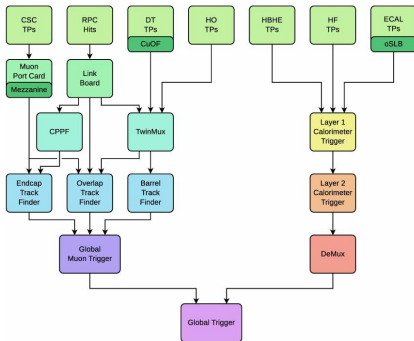 CSC
TPs
RPC
Hits
DT
TPs
CuOF
HO
TPs
HBHE
TPs
HF
TPs
ECAL
TPs
oSLB
Muon
Port Card
Mezzanine
Link
Board
CPPF
TwinMux
Layer 1
Calorimeter
Trigger
Endcap
Track
Finder
Overlap
Track
Finder
Barrel
Track
Finder
Layer 2
Calorimeter
Trigger
Global
Muon Trigger
DeMux
Global Trigger